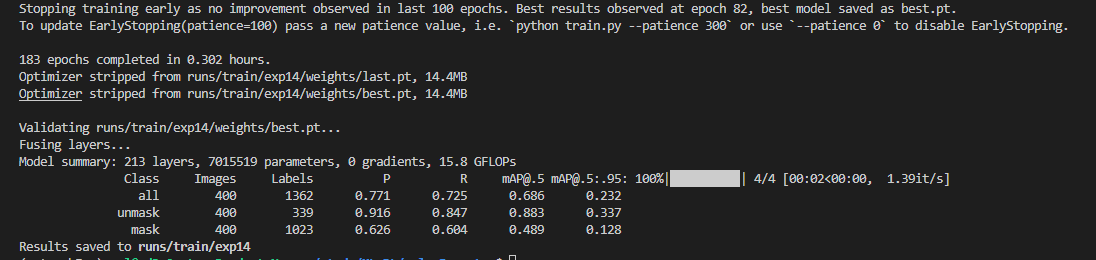 Stopping training early as no improvement observed in last 100 epochs. Best results observed at epoch 82, best model saved as best.pt.
To update EarlyStopping(patience=100) pass a new patience value, i.e. `python train.py --patience 300` or use `--patience 0` to disable EarlyStopping.
183 epochs completed in 0.302 hours.
Optimizer stripped from runs/train/exp14/weights/last.pt, 14.4MB
Optimizer stripped from runs/train/exp14/weights/best.pt, 14.4MB
Validating runs/train/exp14/weights/best.pt...
Fusing layers...
Model summary: 213 layers, 7015519 parameters, 0 gradients, 15.8 GFLOPs
Class Images Labels P R mAP@.5 mAP@.5:.95: 100%|██████████| 4/4 [00:02<00:00, 1.39it/s]
all 400 1362 0.771 0.725 0.686 0.232
unmask 400 339 0.916 0.847 0.883 0.337
mask 400 1023 0.626 0.604 0.489 0.128
Results saved to runs/train/exp14